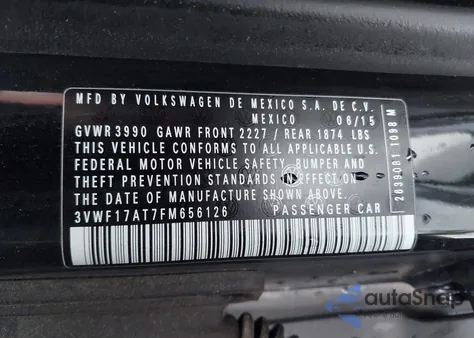 MFD BY VOLKSWAGEN DE MEXICO S.A. DE C.V.
MEXICO 06/15
GVWR 3990 GAWR FRONT 2227 / REAR 1874 LBS
THIS VEHICLE CONFORMS TO ALL APPLICABLE U.S.
FEDERAL MOTOR VEHICLE SAFETY, BUMPER AND
THEFT PREVENTION STANDARDS IN EFFECT ON
THE DATE OF MANUFACTURE SHOWN ABOVE.
3VWF17AT7FM656126 PASSENGER CAR
2639081 1098 M
autoSnap